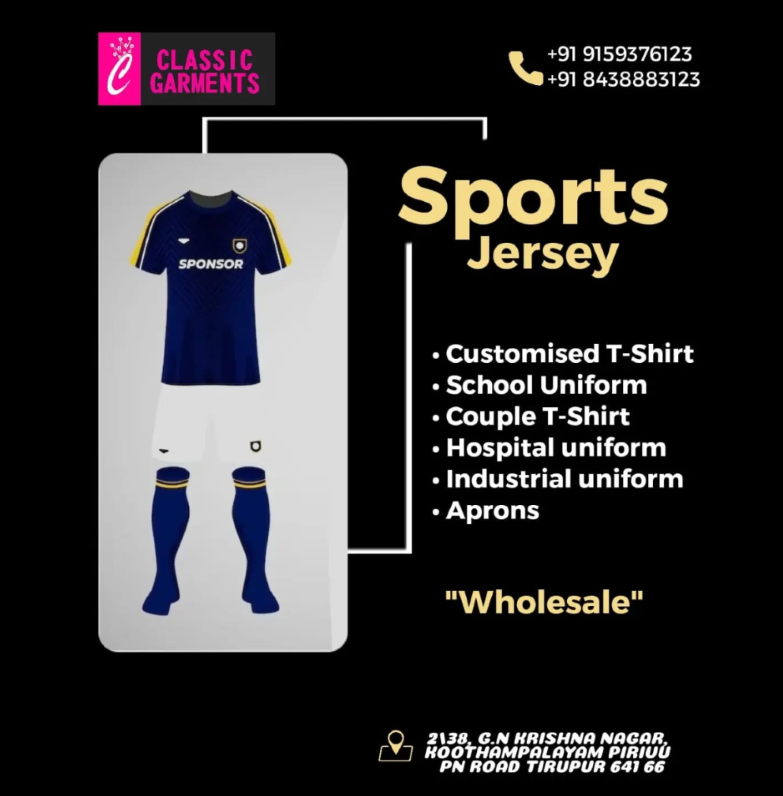 CLASSIC
GARMENTS
+91 9159376123
+91 8438883123
Sports
Jersey
SPONSOR
• Customised T-Shirt
• School Uniform
• Couple T-Shirt
• Hospital uniform
• Industrial uniform
• Aprons
"Wholesale"
2\38, G.N KRISHNA NAGAR,
KOOTHAMPALAYAM PIRIVU
PN ROAD TIRUPUR 641 66